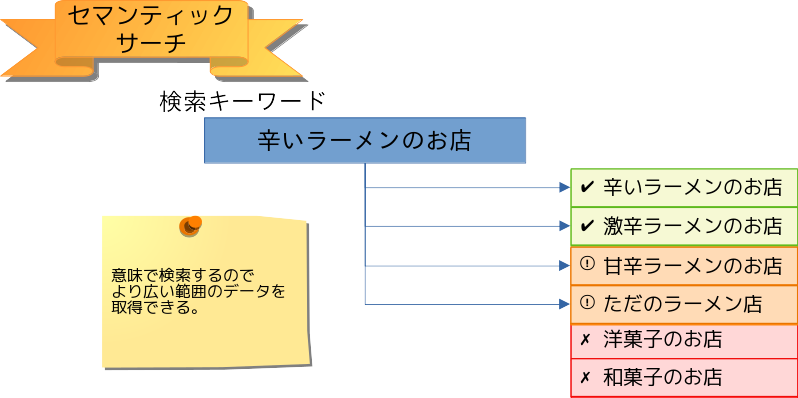 セマンティック
サーチ
検索キーワード
辛いラーメンのお店
✔ 辛いラーメンのお店
✔ 激辛ラーメンのお店
! 甘辛ラーメンのお店
! ただのラーメン店
✗ 洋菓子のお店
✗ 和菓子のお店
意味で検索するので
より広い範囲のデータを
取得できる。